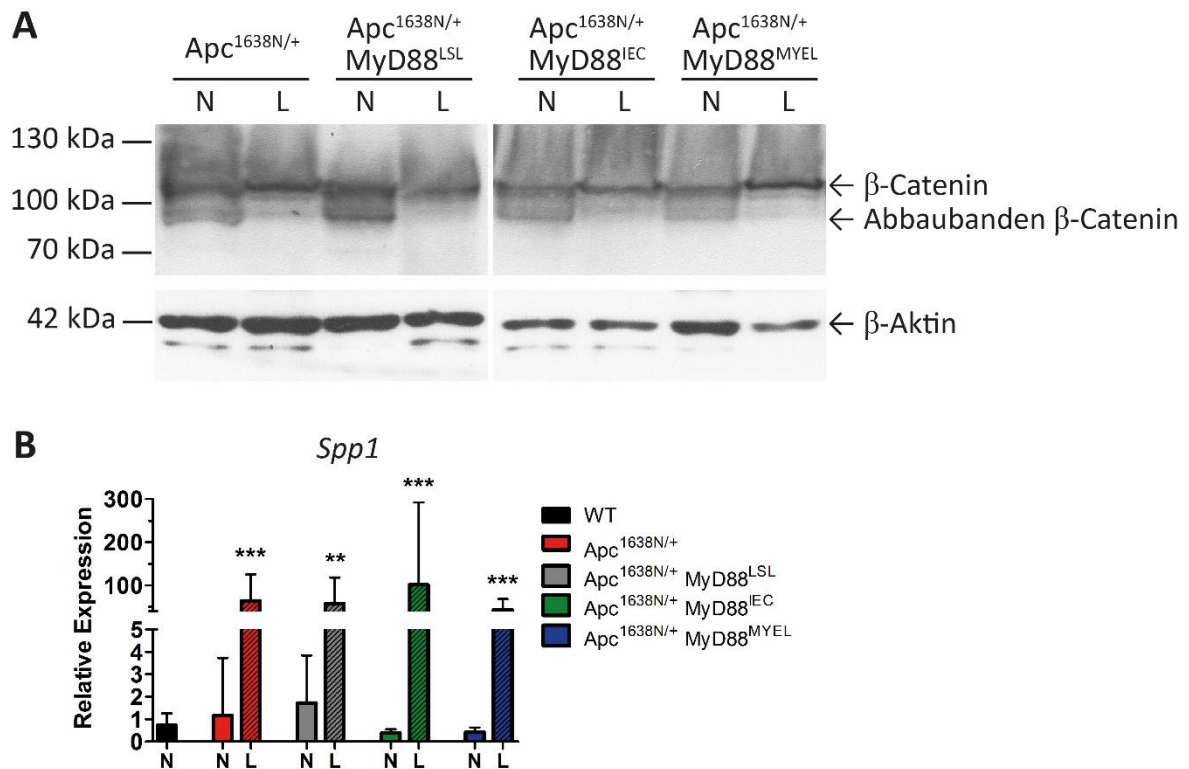 A
Apc1638N/+
Apc1638N/+
MyD88LSL
Apc1638N/+
MyD88IEC
Apc1638N/+
MyD88MYEL
N L N L N L N L
130 kDa
100 kDa
70 kDa
← β-Catenin
← Abbaubanden β-Catenin
42 kDa
← β-Aktin
B
Spp1
Relative Expression
300
200
100
5
4
3
2
1
0
*** ** *** ***
N N L N L N L N L
WT
Apc1638N/+
Apc1638N/+ MyD88LSL
Apc1638N/+ MyD88IEC
Apc1638N/+ MyD88MYEL